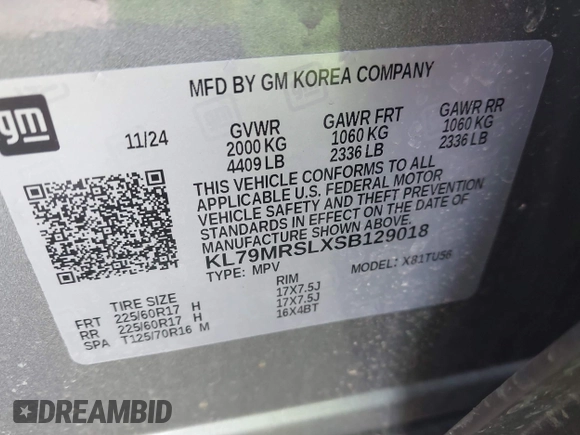 MFD BY GM KOREA COMPANY
gm
11/24 GVWR GAWR FRT GAWR RR
2000 KG 1060 KG 1060 KG
4409 LB 2336 LB 2336 LB
THIS VEHICLE CONFORMS TO ALL
APPLICABLE U.S. FEDERAL MOTOR
VEHICLE SAFETY AND THEFT PREVENTION
STANDARDS IN EFFECT ON THE DATE OF
MANUFACTURE SHOWN ABOVE.
KL79MRSLXSB129018
TYPE: MPV MODEL: X81TU56
TIRE SIZE RIM
FRT 225/60R17 H 17X7.5J
RR 225/60R17 H 17X7.5J
SPA T125/70R16 M 16X4BT
DREAMBID